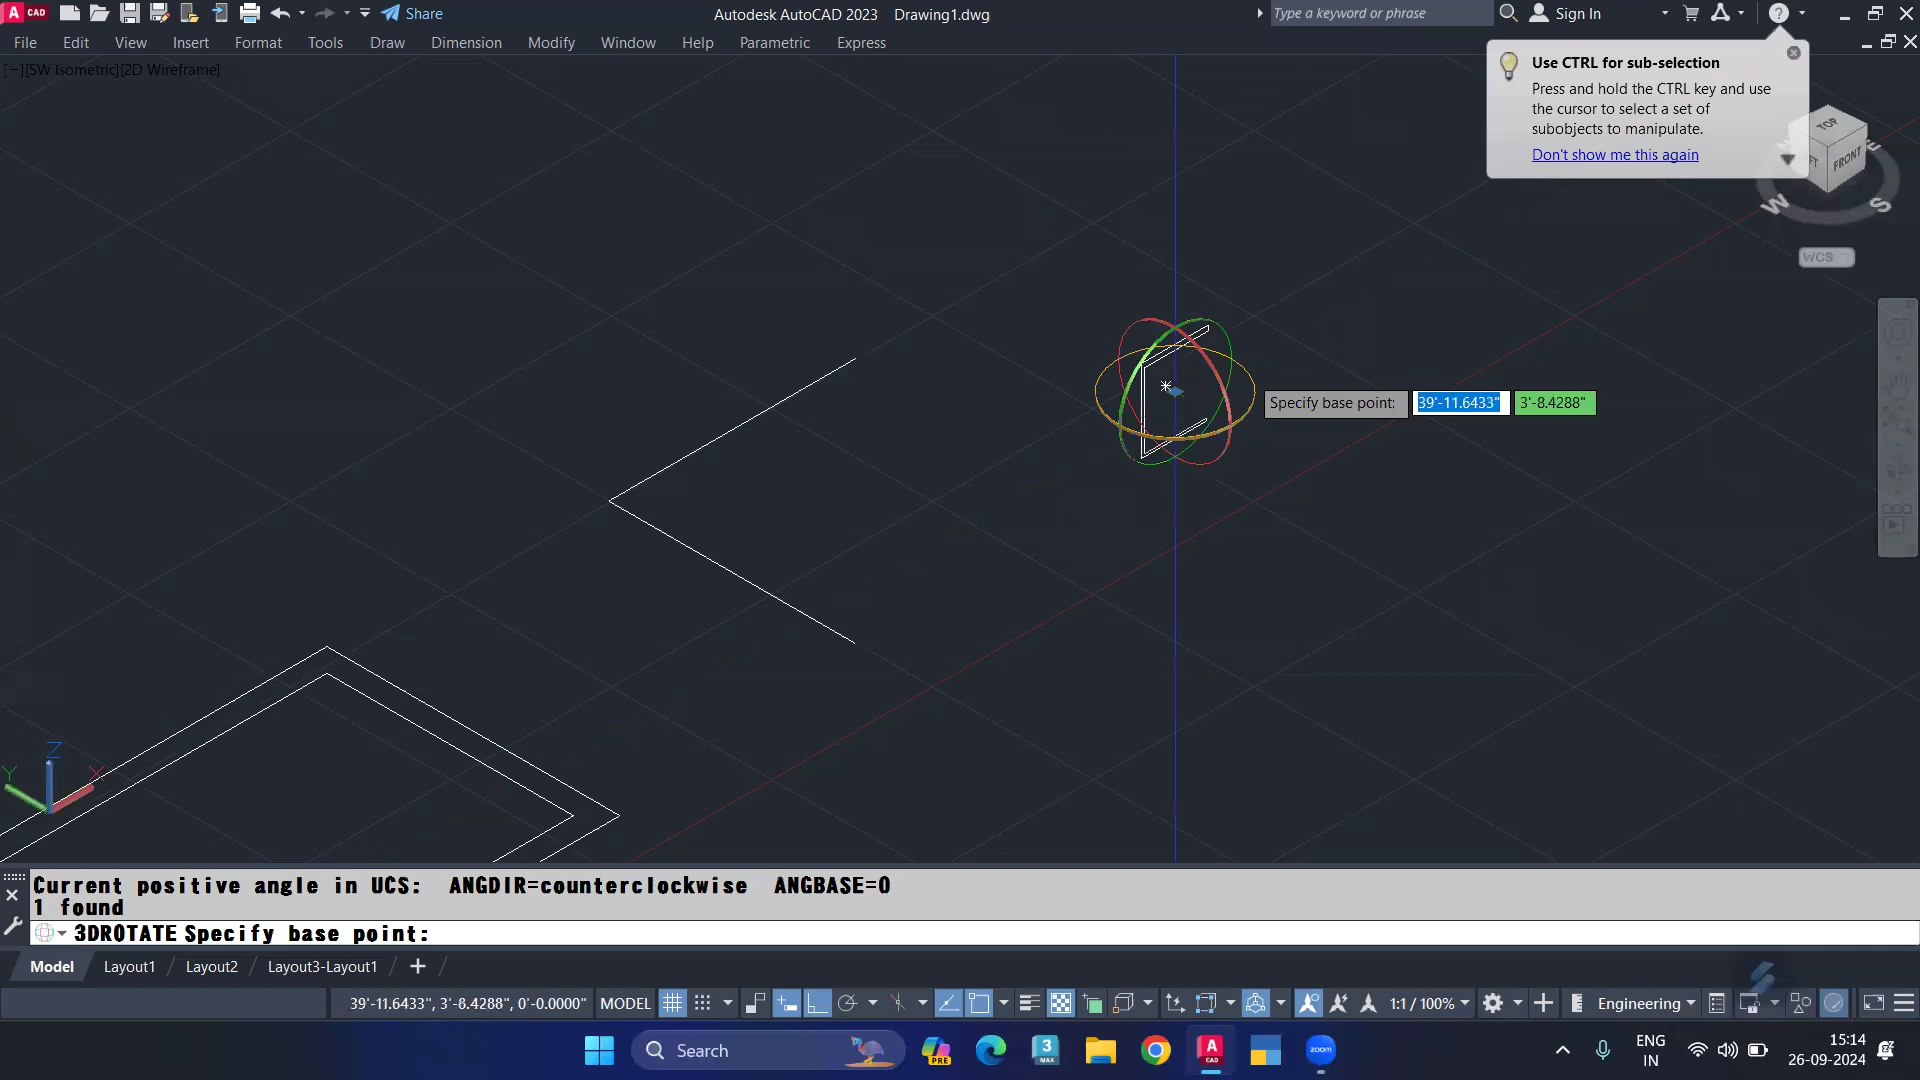 A CAD
Share
Autodesk AutoCAD 2023 Drawing1.dwg
Type a keyword or phrase
Sign In
File Edit View Insert Format Tools Draw Dimension Modify Window Help Parametric Express
[−][SW Isometric][2D Wireframe]
Use CTRL for sub-selection
Press and hold the CTRL key and use
the cursor to select a set of
subobjects to manipulate.
Don't show me this again
TOP
FRONT
W
S
WCS
Specify base point: 39'-11.6433" 3'-8.4288"
Z
Y
X
Current positive angle in UCS: ANGDIR=counterclockwise ANGBASE=0
1 found
3DROTATE Specify base point:
Model Layout1 Layout2 Layout3-Layout1
39'-11.6433", 3'-8.4288", 0'-0.0000" MODEL 1:1 / 100% Engineering
Search
PRE
3
MAX
A
CAD
zoom
ENG
IN
15:14
26-09-2024